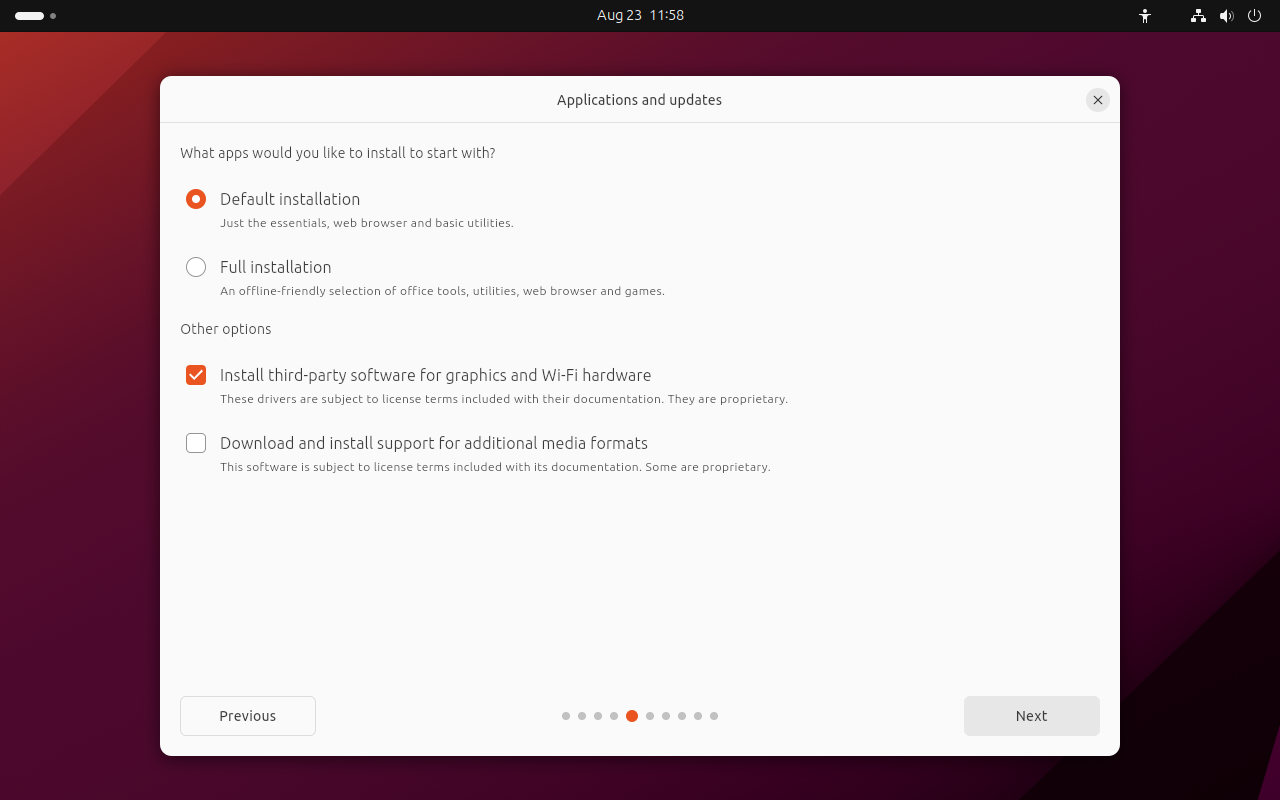 Aug 23 11:58
Applications and updates
What apps would you like to install to start with?
Default installation
Just the essentials, web browser and basic utilities.
Full installation
An offline-friendly selection of office tools, utilities, web browser and games.
Other options
Install third-party software for graphics and Wi-Fi hardware
These drivers are subject to license terms included with their documentation. They are proprietary.
Download and install support for additional media formats
This software is subject to license terms included with its documentation. Some are proprietary.
Previous
Next